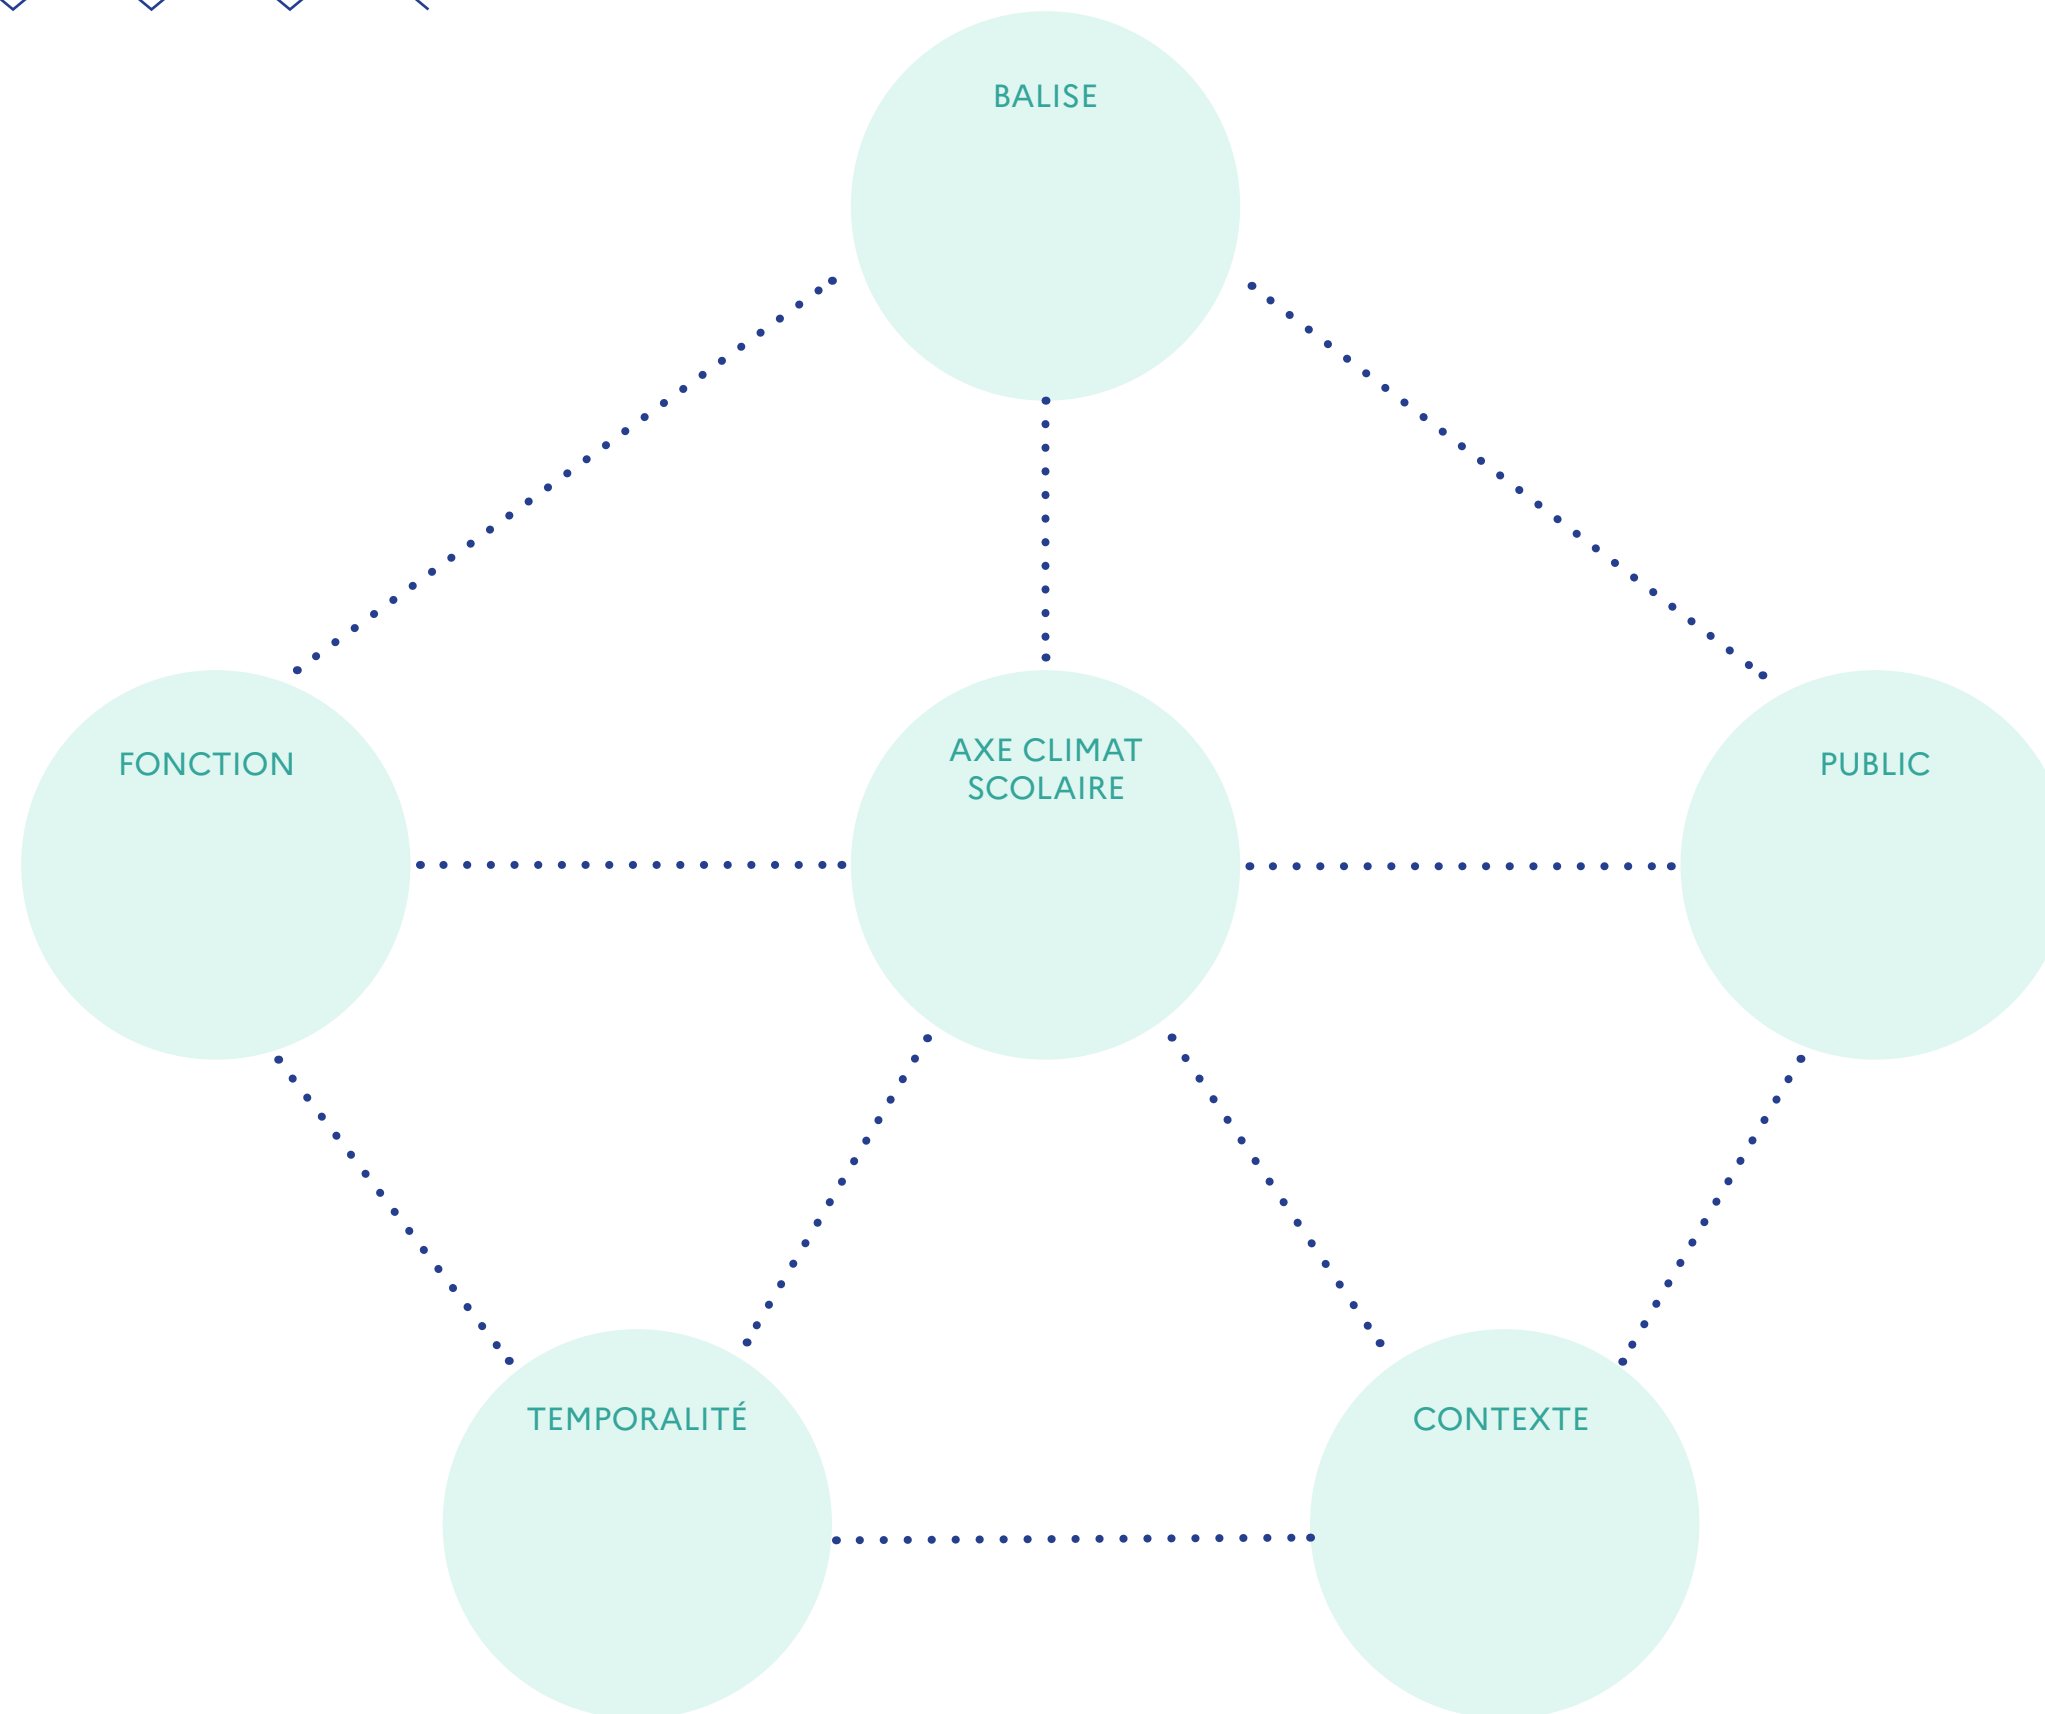 BALISE
FONCTION
AXE CLIMAT
SCOLAIRE
PUBLIC
TEMPORALITÉ
CONTEXTE